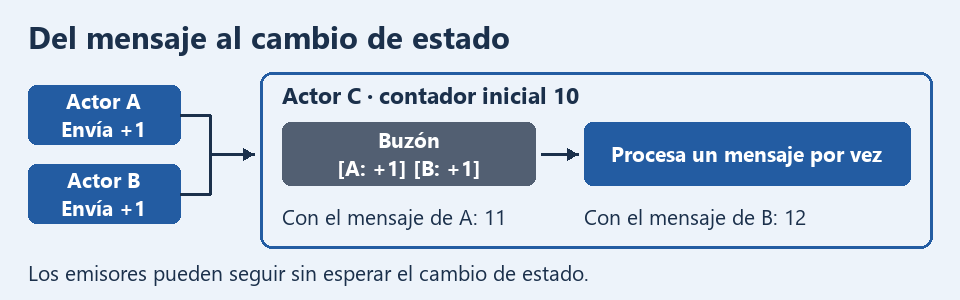 Del mensaje al cambio de estado
Actor A
Envía +1
Actor B
Envía +1
Actor C · contador inicial 10
Buzón
[A: +1] [B: +1]
Procesa un mensaje por vez
Con el mensaje de A: 11
Con el mensaje de B: 12
Los emisores pueden seguir sin esperar el cambio de estado.